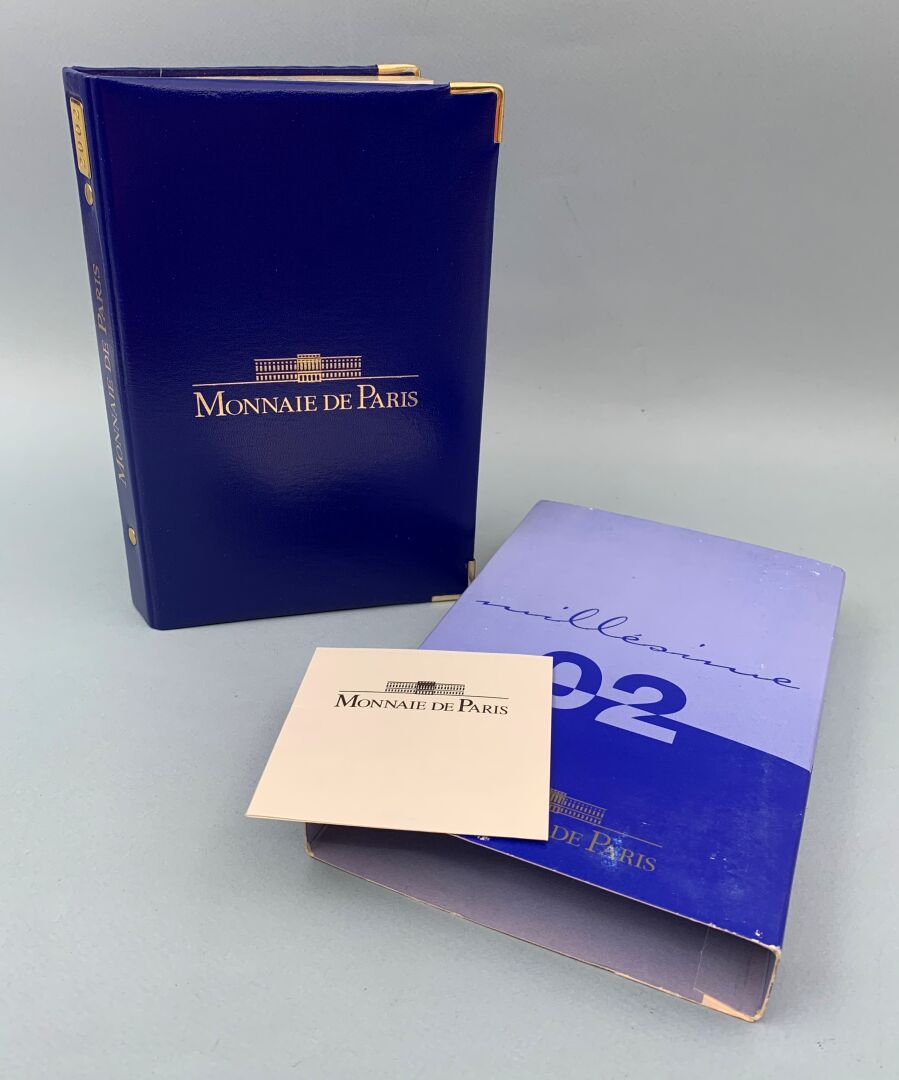 2002
MONNAIE DE PARIS
MONNAIE DE PARIS
millésime
02
DE PARIS
MONNAIE DE PARIS